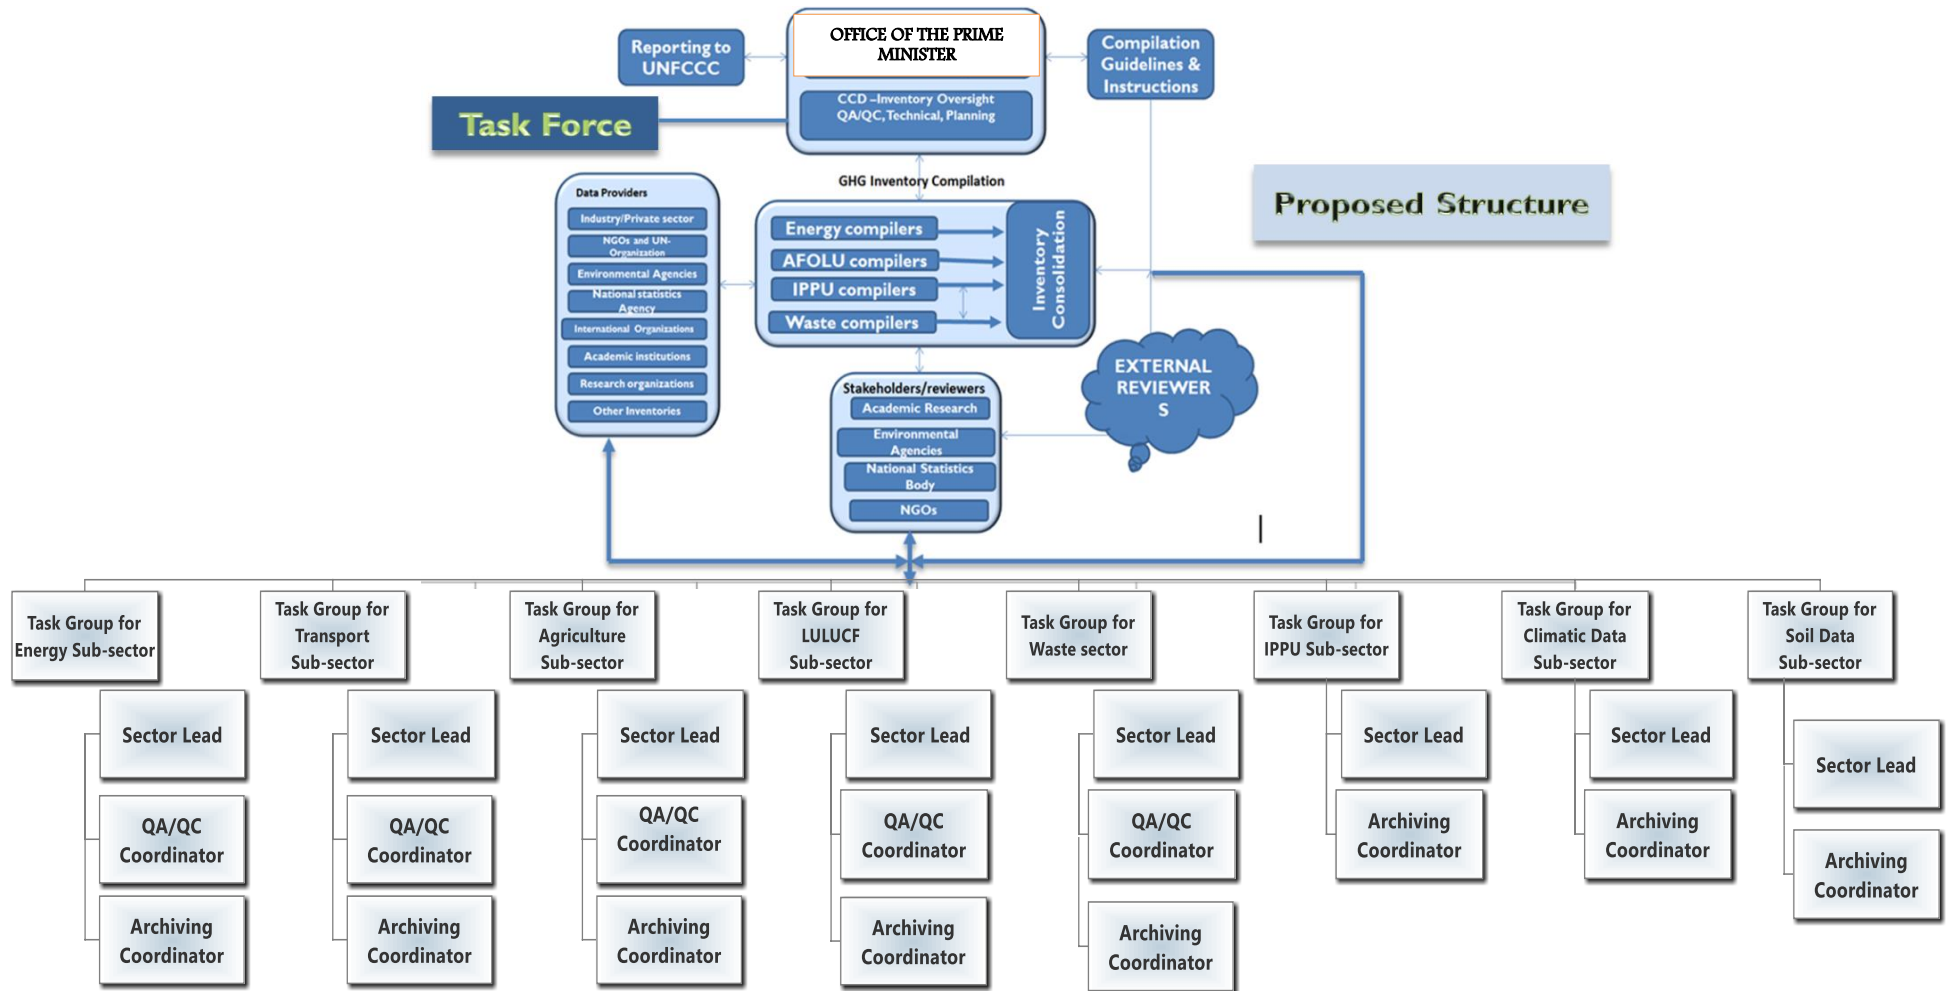 OFFICE OF THE PRIME
MINISTER
Reporting to
UNFCCC
Compilation
Guidelines &
Instructions
CCD –Inventory Oversight
QA/QC, Technical, Planning
Task Force
GHG Inventory Compilation
Proposed Structure
Data Providers
Industry/Private sector
NGOs and UN-
Organization
Environmental Agencies
National statistics
Agency
International Organizations
Academic institutions
Research organizations
Other Inventories
Energy compilers
AFOLU compilers
IPPU compilers
Waste compilers
Inventory
Consolidation
EXTERNAL
REVIEWER
S
Stakeholders/reviewers
Academic Research
Environmental
Agencies
National Statistics
Body
NGOs
Task Group for
Energy Sub-sector
Task Group for
Transport
Sub-sector
Task Group for
Agriculture
Sub-sector
Task Group for
LULUCF
Sub-sector
Task Group for
Waste sector
Task Group for
IPPU Sub-sector
Task Group for
Climatic Data
Sub-sector
Task Group for
Soil Data
Sub-sector
Sector Lead
Sector Lead
Sector Lead
Sector Lead
Sector Lead
Sector Lead
Sector Lead
Sector Lead
QA/QC
Coordinator
QA/QC
Coordinator
QA/QC
Coordinator
QA/QC
Coordinator
QA/QC
Coordinator
Archiving
Coordinator
Archiving
Coordinator
Archiving
Coordinator
Archiving
Coordinator
Archiving
Coordinator
Archiving
Coordinator
Archiving
Coordinator
Archiving
Coordinator